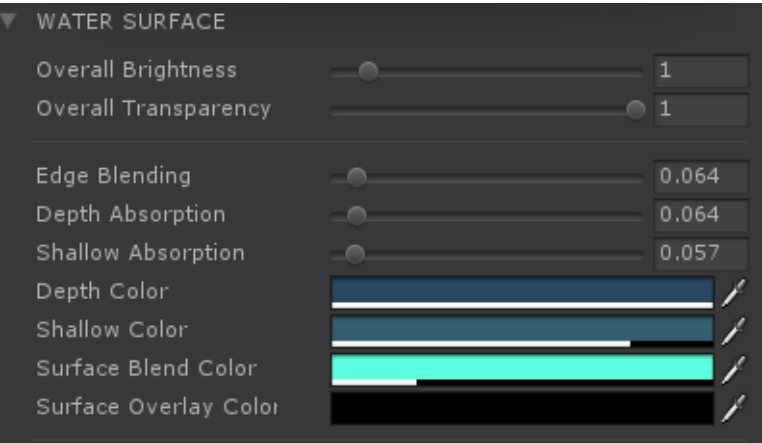 WATER SURFACE
Overall Brightness 1
Overall Transparency 1
Edge Blending 0.064
Depth Absorption 0.064
Shallow Absorption 0.057
Depth Color
Shallow Color
Surface Blend Color
Surface Overlay Color